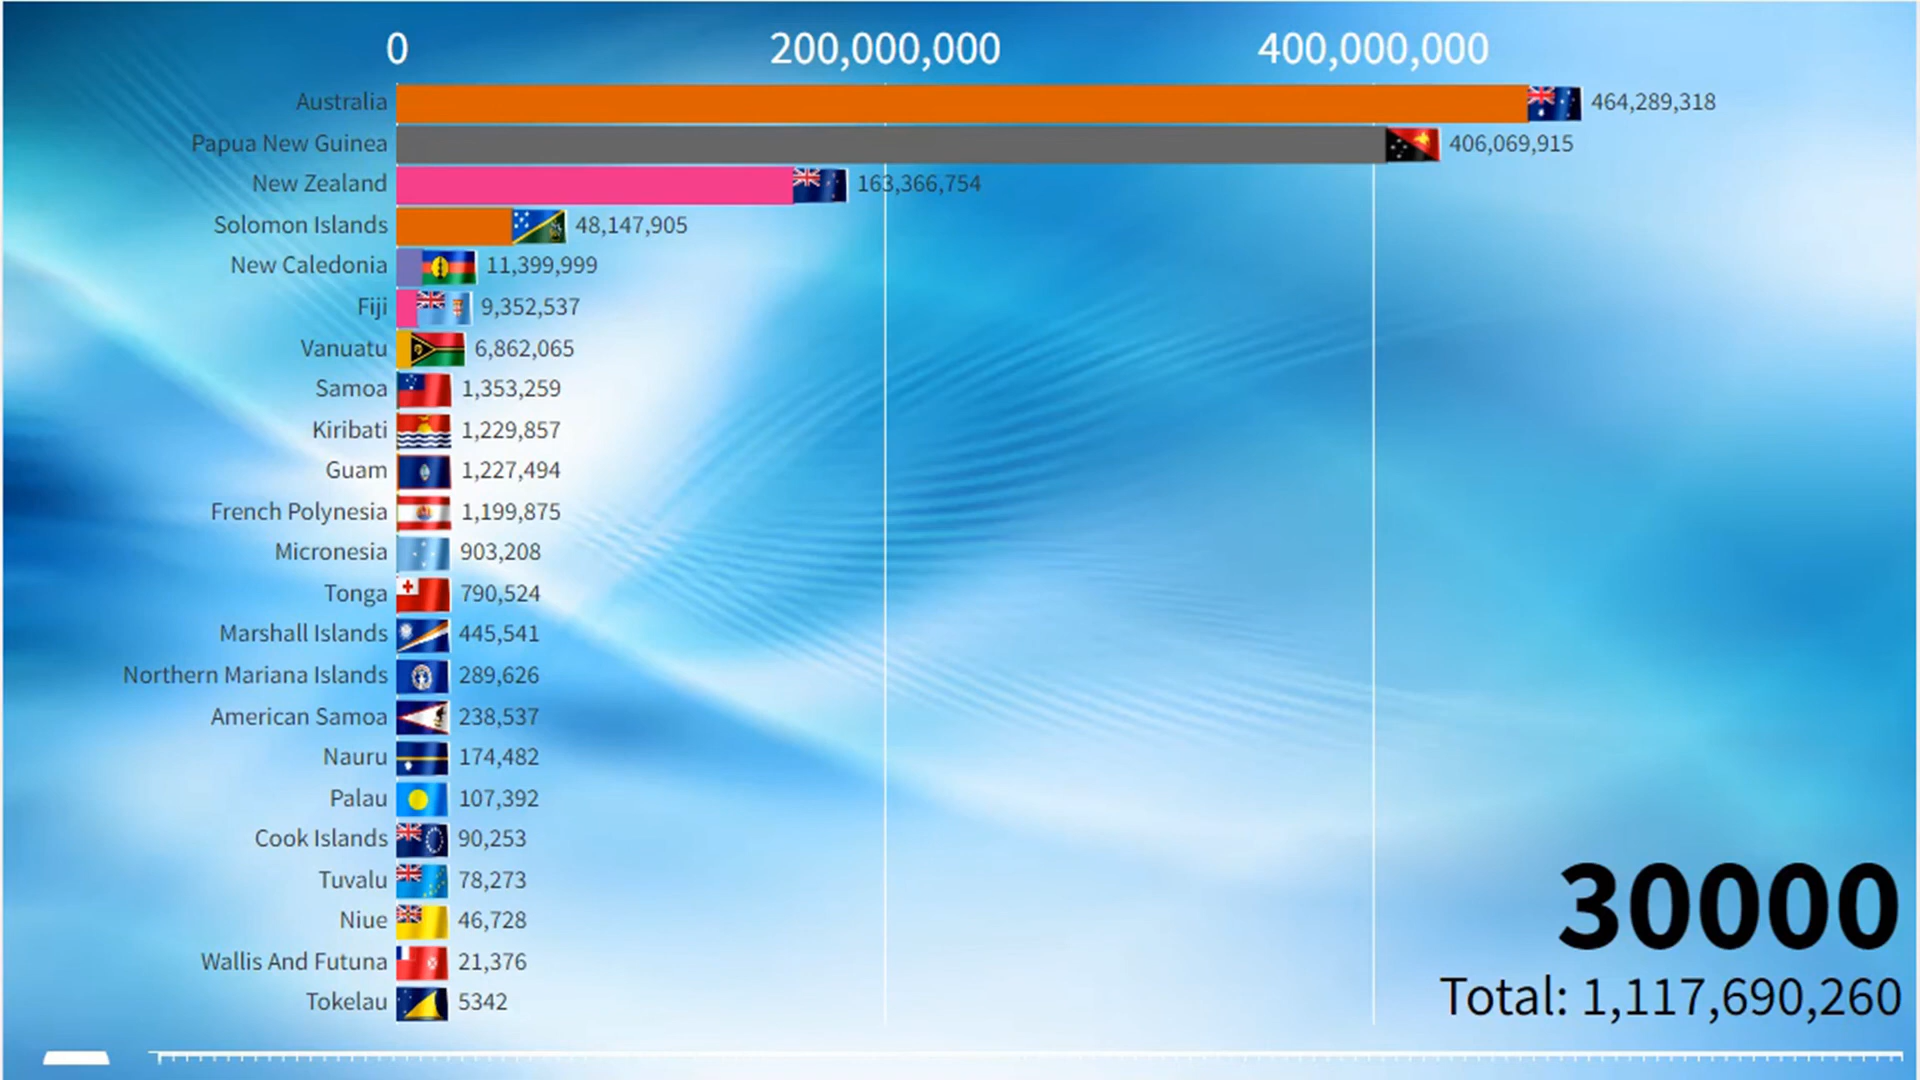 0 200,000,000 400,000,000
Australia 464,289,318
Papua New Guinea 406,069,915
New Zealand 163,366,754
Solomon Islands 48,147,905
New Caledonia 11,399,999
Fiji 9,352,537
Vanuatu 6,862,065
Samoa 1,353,259
Kiribati 1,229,857
Guam 1,227,494
French Polynesia 1,199,875
Micronesia 903,208
Tonga 790,524
Marshall Islands 445,541
Northern Mariana Islands 289,626
American Samoa 238,537
Nauru 174,482
Palau 107,392
Cook Islands 90,253
Tuvalu 78,273
Niue 46,728
Wallis And Futuna 21,376
Tokelau 5342
30000
Total: 1,117,690,260